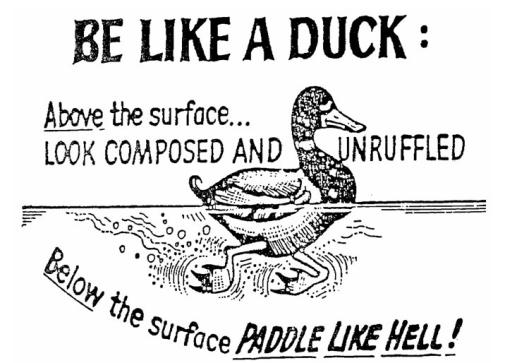 BE LIKE A DUCK :
Above the surface...
LOOK COMPOSED AND UNRUFFLED
Below the surface PADDLE LIKE HELL!